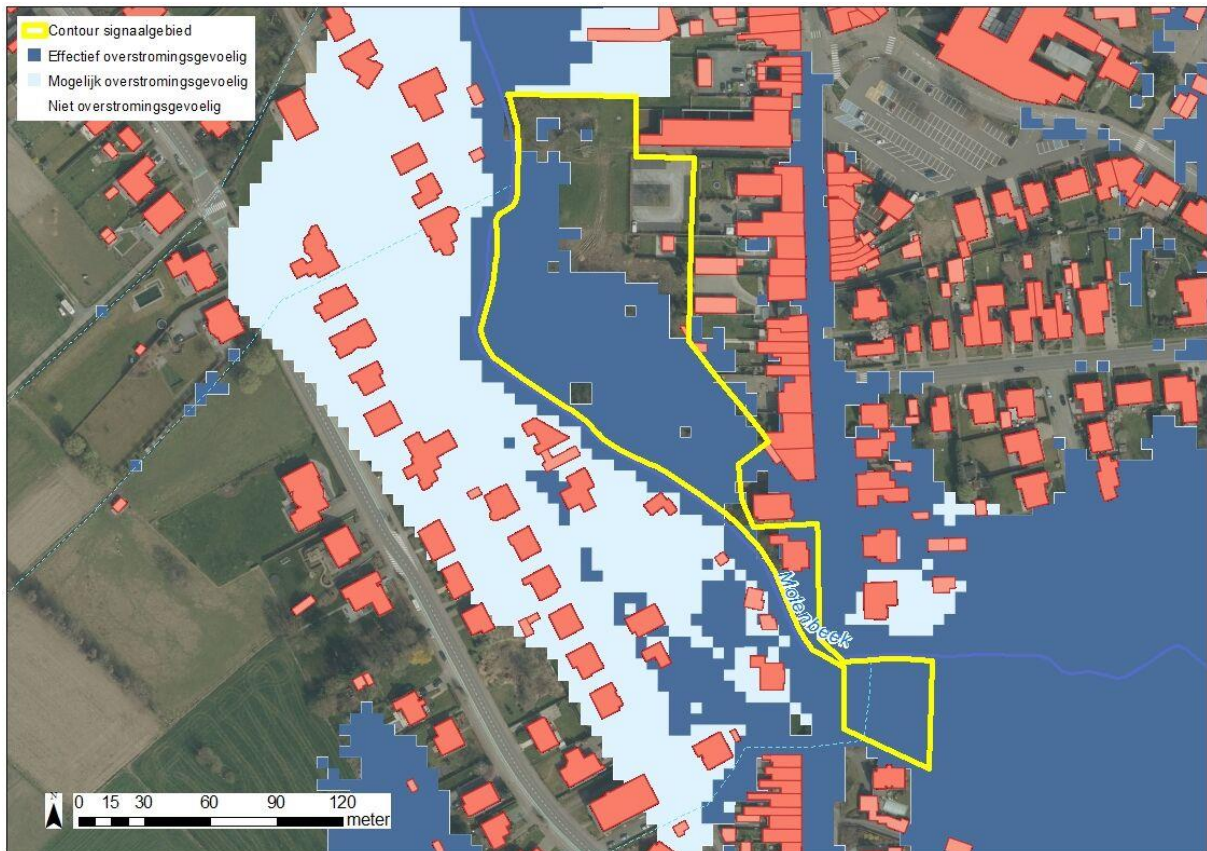 Contour signaalgebied
Effectief overstromingsgevoelig
Mogelijk overstromingsgevoelig
Niet overstromingsgevoelig
Molenbeek
N
0 15 30 60 90 120
meter